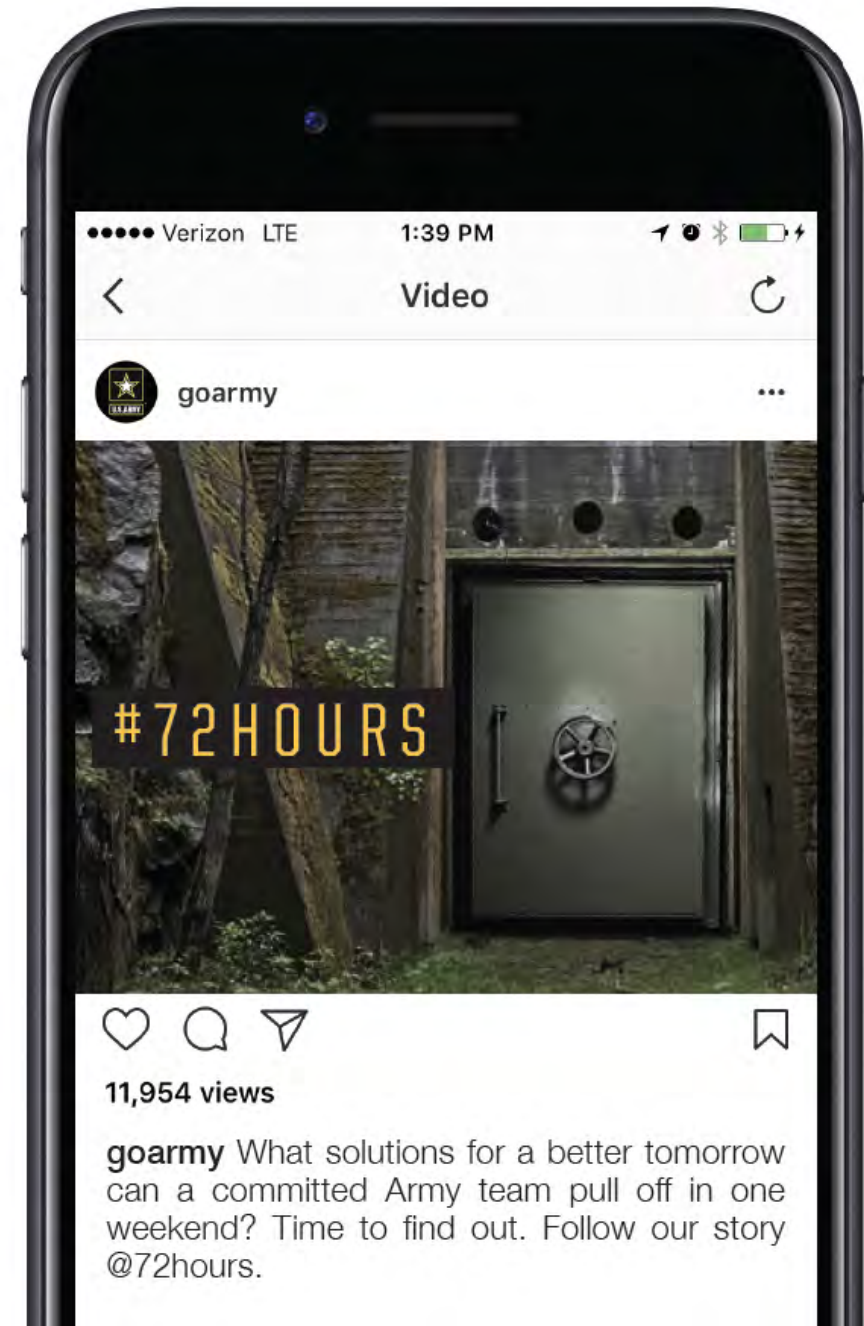 Verizon LTE 1:39 PM
Video
U.S.ARMY
goarmy
#72HOURS
11,954 views
goarmy What solutions for a better tomorrow
can a committed Army team pull off in one
weekend? Time to find out. Follow our story
@72hours.